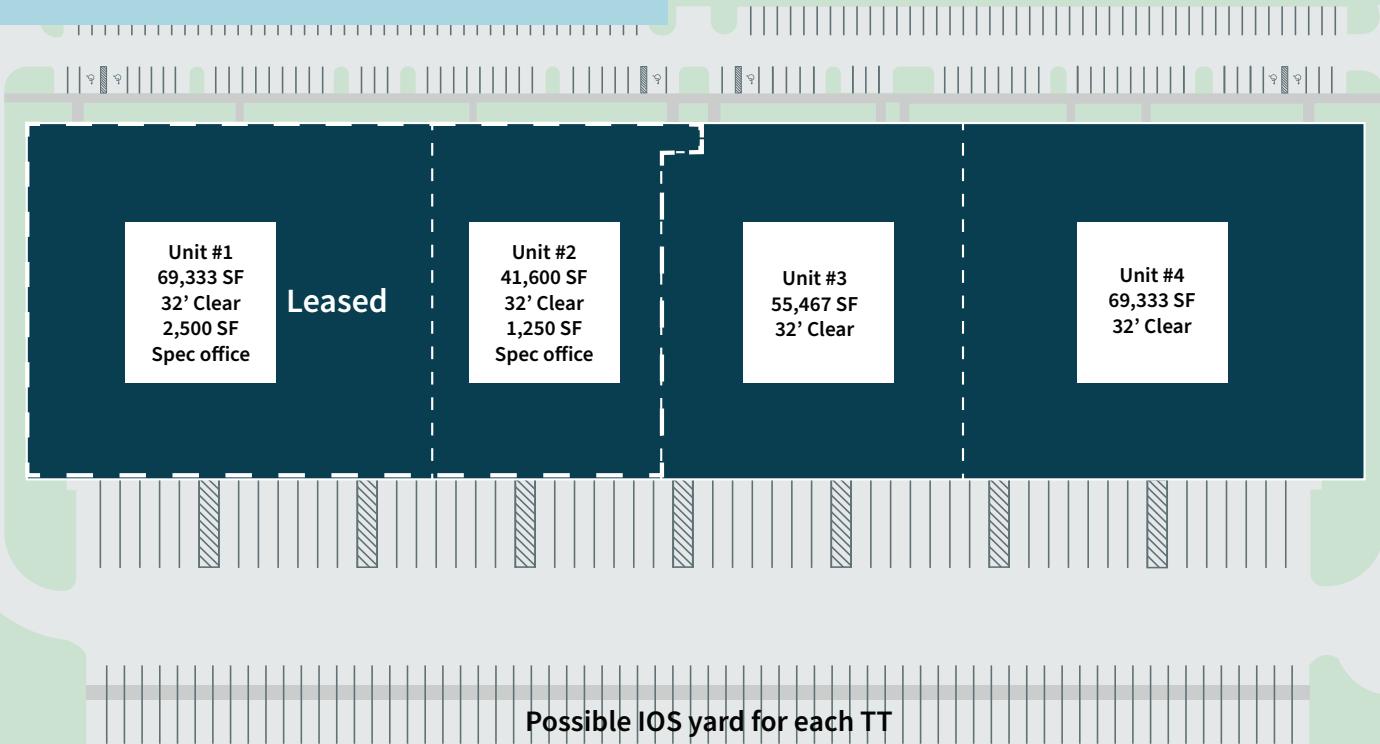 Unit #1
69,333 SF
32’ Clear
2,500 SF
Spec office
Leased
Unit #2
41,600 SF
32’ Clear
1,250 SF
Spec office
Unit #3
55,467 SF
32’ Clear
Unit #4
69,333 SF
32’ Clear
Possible IOS yard for each TT